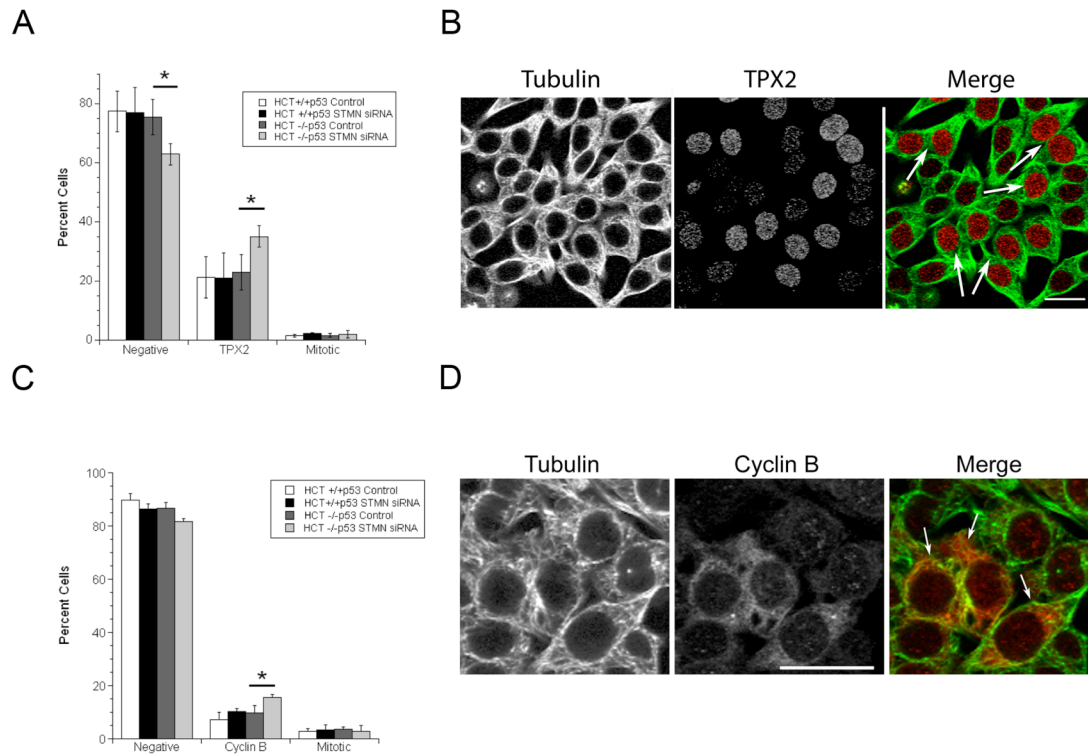 A
Percent Cells
80
60
40
20
0
*
*
HCT+/+p53 Control
HCT +/+p53 STMN siRNA
HCT -/-p53 Control
HCT -/-p53 STMN siRNA
Negative TPX2 Mitotic
B
Tubulin TPX2 Merge
C
Percent Cells
100
80
60
40
20
0
*
HCT +/+p53 Control
HCT+/+p53 STMN siRNA
HCT -/-p53 Control
HCT -/-p53 STMN siRNA
Negative Cyclin B Mitotic
D
Tubulin Cyclin B Merge